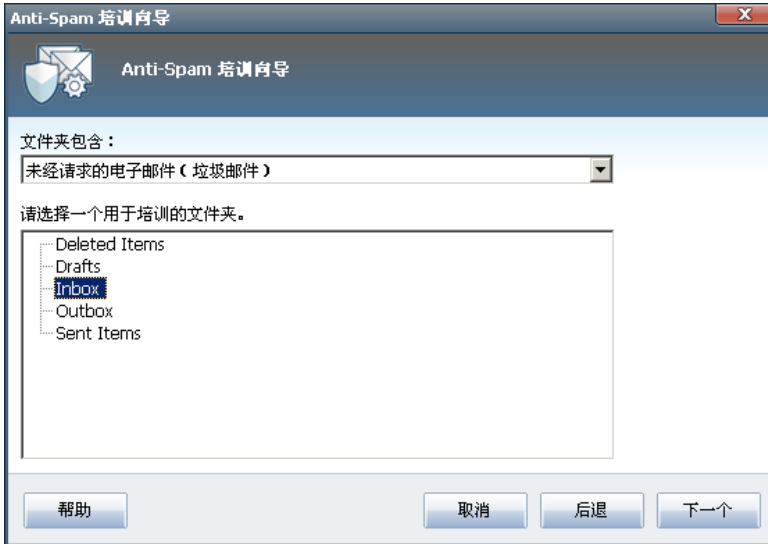 Anti-Spam 培训向导
Anti-Spam 培训向导
文件夹包含：
未经请求的电子邮件（垃圾邮件）
请选择一个用于培训的文件夹。
Deleted Items
Drafts
Inbox
Outbox
Sent Items
帮助 取消 后退 下一个